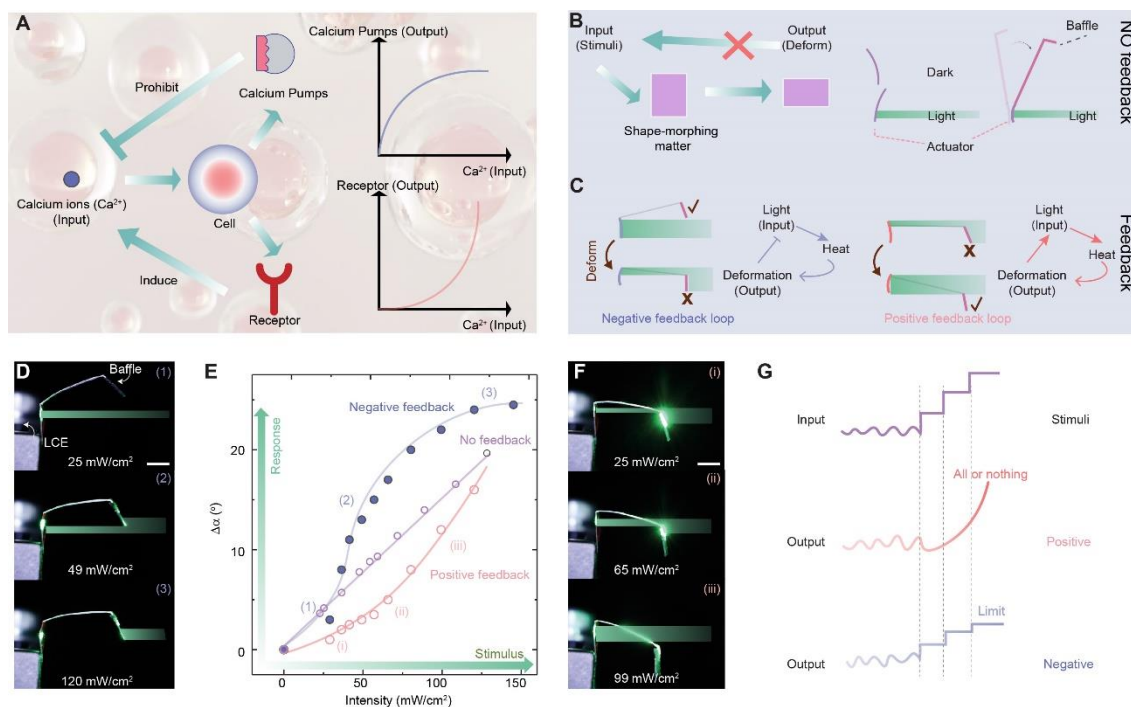 A
Calcium Pumps (Output)
Prohibit
Calcium Pumps
Ca²⁺ (Input)
Calcium ions (Ca²⁺)
(Input)
Cell
Receptor (Output)
Induce
Receptor
Ca²⁺ (Input)
B
Input
(Stimuli)
Output
(Deform)
Shape-morphing
matter
Baffle
Dark
Light
Light
Actuator
NO feedback
C
Deform
Light
(Input)
Heat
Deformation
(Output)
Negative feedback loop
Light
(Input)
Heat
Deformation
(Output)
Positive feedback loop
Feedback
D
Baffle
(1)
LCE
25 mW/cm²
(2)
49 mW/cm²
(3)
120 mW/cm²
E
Response
Δα (°)
20
10
0
Negative feedback
(3)
No feedback
(2)
(iii)
Positive feedback
(1)
(ii)
(i)
Stimulus
0
50
100
150
Intensity (mW/cm²)
F
(i)
25 mW/cm²
(ii)
65 mW/cm²
(iii)
99 mW/cm²
G
Input
Stimuli
All or nothing
Output
Positive
Limit
Output
Negative